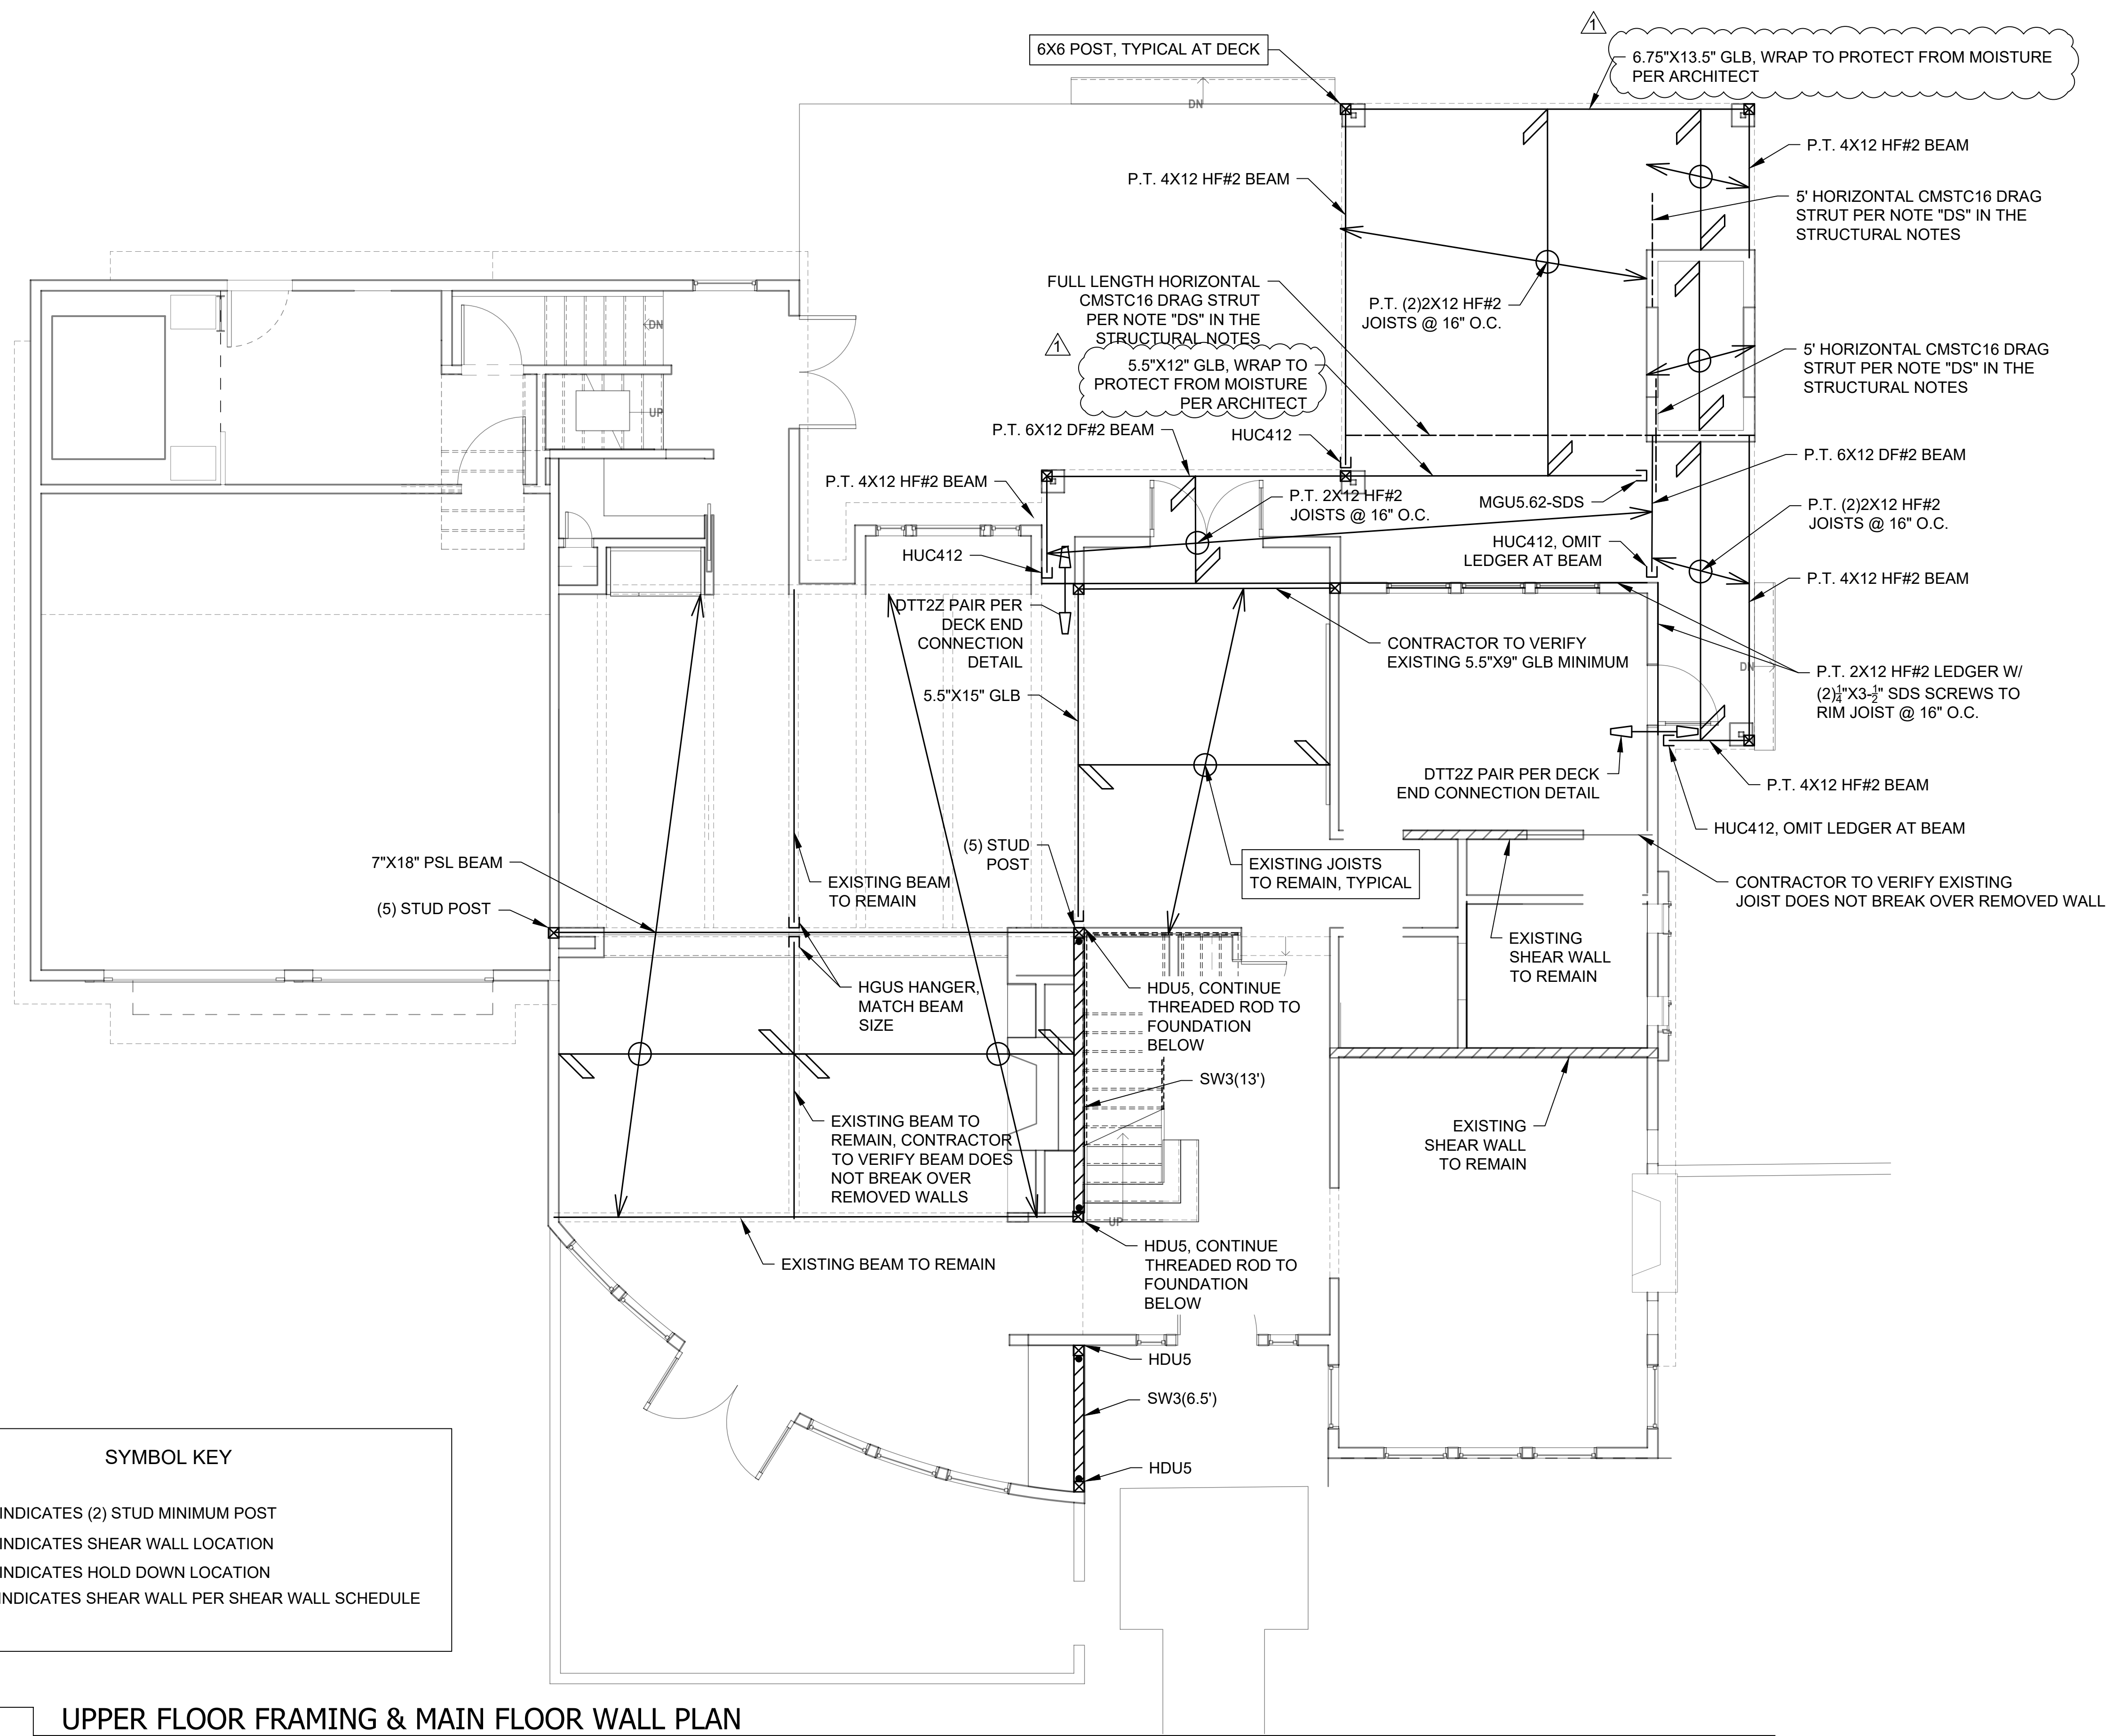 1
6.75"X13.5" GLB, WRAP TO PROTECT FROM MOISTURE
PER ARCHITECT
6X6 POST, TYPICAL AT DECK
DN
P.T. 4X12 HF#2 BEAM
P.T. 4X12 HF#2 BEAM
5' HORIZONTAL CMSTC16 DRAG
STRUT PER NOTE "DS" IN THE
STRUCTURAL NOTES
FULL LENGTH HORIZONTAL
CMSTC16 DRAG STRUT
PER NOTE "DS" IN THE
STRUCTURAL NOTES
P.T. (2)2X12 HF#2
JOISTS @ 16" O.C.
DN
1
5.5"X12" GLB, WRAP TO
PROTECT FROM MOISTURE
PER ARCHITECT
5' HORIZONTAL CMSTC16 DRAG
STRUT PER NOTE "DS" IN THE
STRUCTURAL NOTES
UP
P.T. 6X12 DF#2 BEAM
HUC412
P.T. 6X12 DF#2 BEAM
P.T. 4X12 HF#2 BEAM
P.T. 2X12 HF#2
JOISTS @ 16" O.C.
MGU5.62-SDS
P.T. (2)2X12 HF#2
JOISTS @ 16" O.C.
HUC412
HUC412, OMIT
LEDGER AT BEAM
P.T. 4X12 HF#2 BEAM
DTT2Z PAIR PER
DECK END
CONNECTION
DETAIL
CONTRACTOR TO VERIFY
EXISTING 5.5"X9" GLB MINIMUM
DN
P.T. 2X12 HF#2 LEDGER W/
(2)1/4"X3-1/2" SDS SCREWS TO
RIM JOIST @ 16" O.C.
5.5"X15" GLB
DTT2Z PAIR PER DECK
END CONNECTION DETAIL
P.T. 4X12 HF#2 BEAM
HUC412, OMIT LEDGER AT BEAM
7"X18" PSL BEAM
(5) STUD
POST
EXISTING JOISTS
TO REMAIN, TYPICAL
EXISTING BEAM
TO REMAIN
CONTRACTOR TO VERIFY EXISTING
JOIST DOES NOT BREAK OVER REMOVED WALL
(5) STUD POST
EXISTING
SHEAR WALL
TO REMAIN
HGUS HANGER,
MATCH BEAM
SIZE
HDU5, CONTINUE
THREADED ROD TO
FOUNDATION
BELOW
SW3(13')
EXISTING BEAM TO
REMAIN, CONTRACTOR
TO VERIFY BEAM DOES
NOT BREAK OVER
REMOVED WALLS
EXISTING
SHEAR WALL
TO REMAIN
UP
EXISTING BEAM TO REMAIN
HDU5, CONTINUE
THREADED ROD TO
FOUNDATION
BELOW
HDU5
SW3(6.5')
HDU5
SYMBOL KEY
INDICATES (2) STUD MINIMUM POST
INDICATES SHEAR WALL LOCATION
INDICATES HOLD DOWN LOCATION
INDICATES SHEAR WALL PER SHEAR WALL SCHEDULE
UPPER FLOOR FRAMING & MAIN FLOOR WALL PLAN